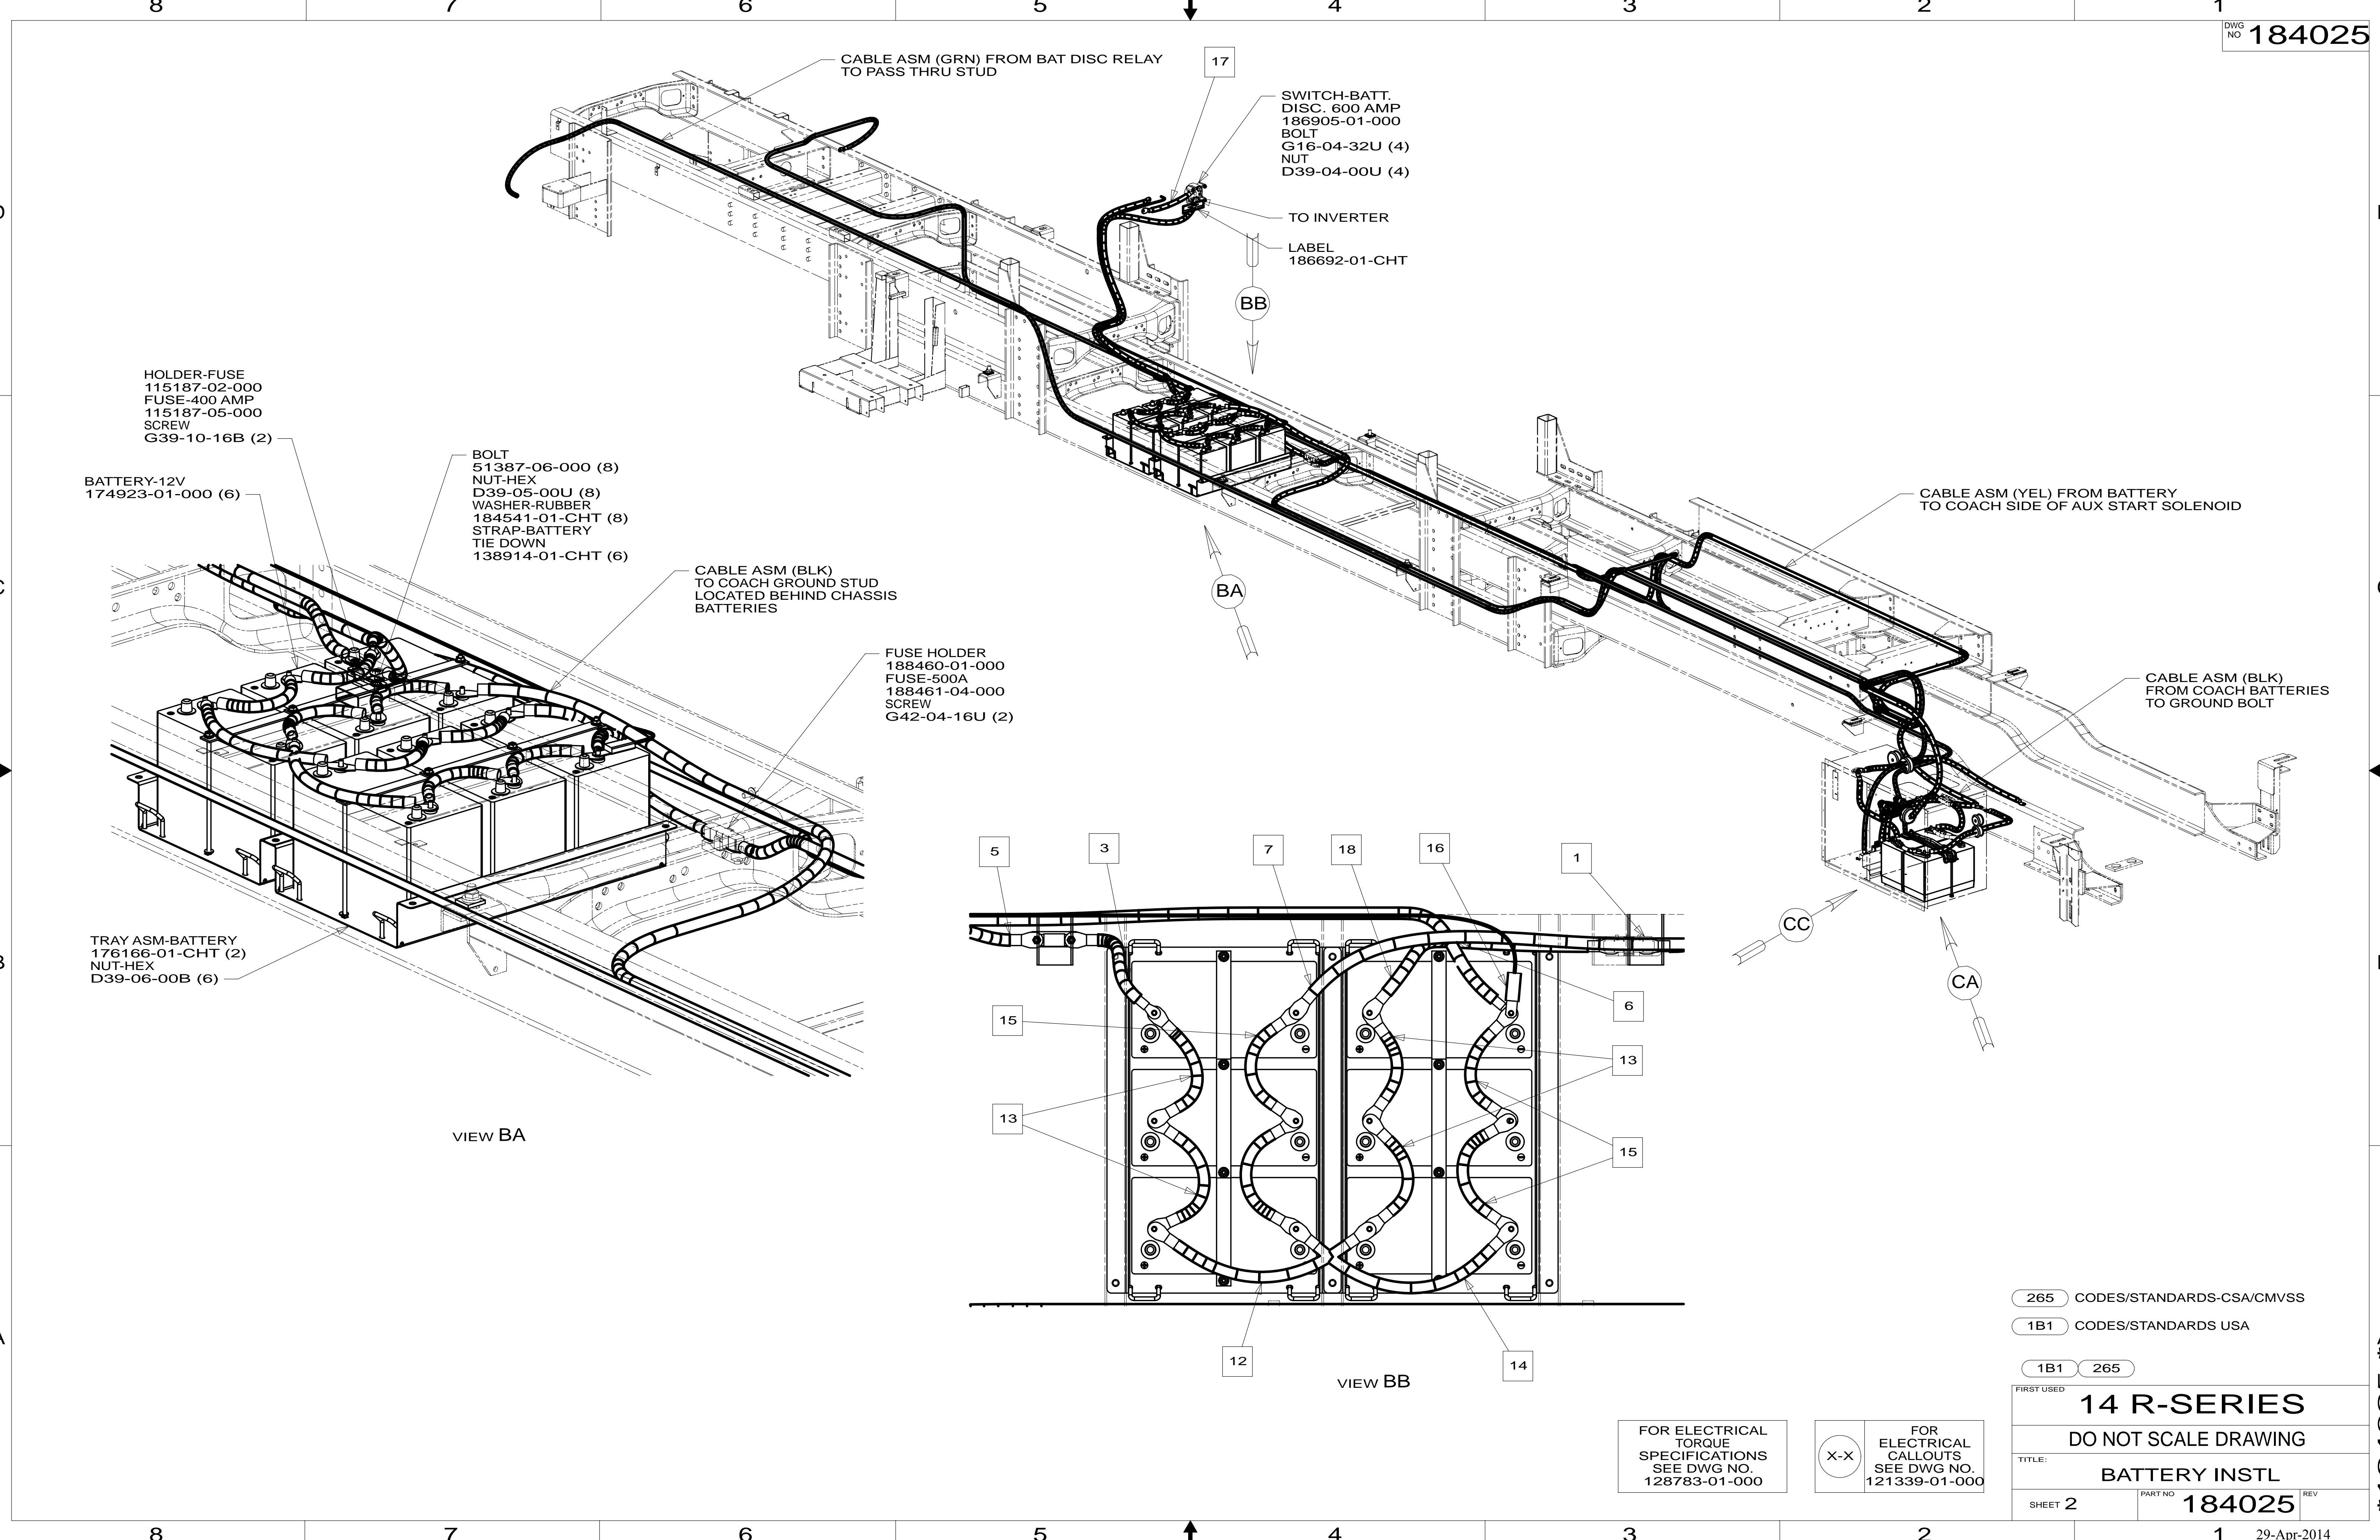 8 7 6 5 4 3 2 1
DWG
NO 184025
CABLE ASM (GRN) FROM BAT DISC RELAY
TO PASS THRU STUD
17
SWITCH-BATT.
DISC. 600 AMP
186905-01-000
BOLT
G16-04-32U (4)
NUT
D39-04-00U (4)
TO INVERTER
LABEL
186692-01-CHT
BB
HOLDER-FUSE
115187-02-000
FUSE-400 AMP
115187-05-000
SCREW
G39-10-16B (2)
BATTERY-12V
174923-01-000 (6)
BOLT
51387-06-000 (8)
NUT-HEX
D39-05-00U (8)
WASHER-RUBBER
184541-01-CHT (8)
STRAP-BATTERY
TIE DOWN
138914-01-CHT (6)
CABLE ASM (BLK)
TO COACH GROUND STUD
LOCATED BEHIND CHASSIS
BATTERIES
FUSE HOLDER
188460-01-000
FUSE-500A
188461-04-000
SCREW
G42-04-16U (2)
BA
CABLE ASM (YEL) FROM BATTERY
TO COACH SIDE OF AUX START SOLENOID
CABLE ASM (BLK)
FROM COACH BATTERIES
TO GROUND BOLT
CC
CA
TRAY ASM-BATTERY
176166-01-CHT (2)
NUT-HEX
D39-06-00B (6)
VIEW BA
5 3 7 18 16 1
15
6
13
13
15
12
14
VIEW BB
265 CODES/STANDARDS-CSA/CMVSS
1B1 CODES/STANDARDS USA
1B1 265
FIRST USED
14 R-SERIES
DO NOT SCALE DRAWING
TITLE:
BATTERY INSTL
SHEET 2
PART NO 184025
REV
FOR ELECTRICAL
TORQUE
SPECIFICATIONS
SEE DWG NO.
128783-01-000
X-X
FOR
ELECTRICAL
CALLOUTS
SEE DWG NO.
121339-01-000
8 7 6 5 4 3 2 1
29-Apr-2014